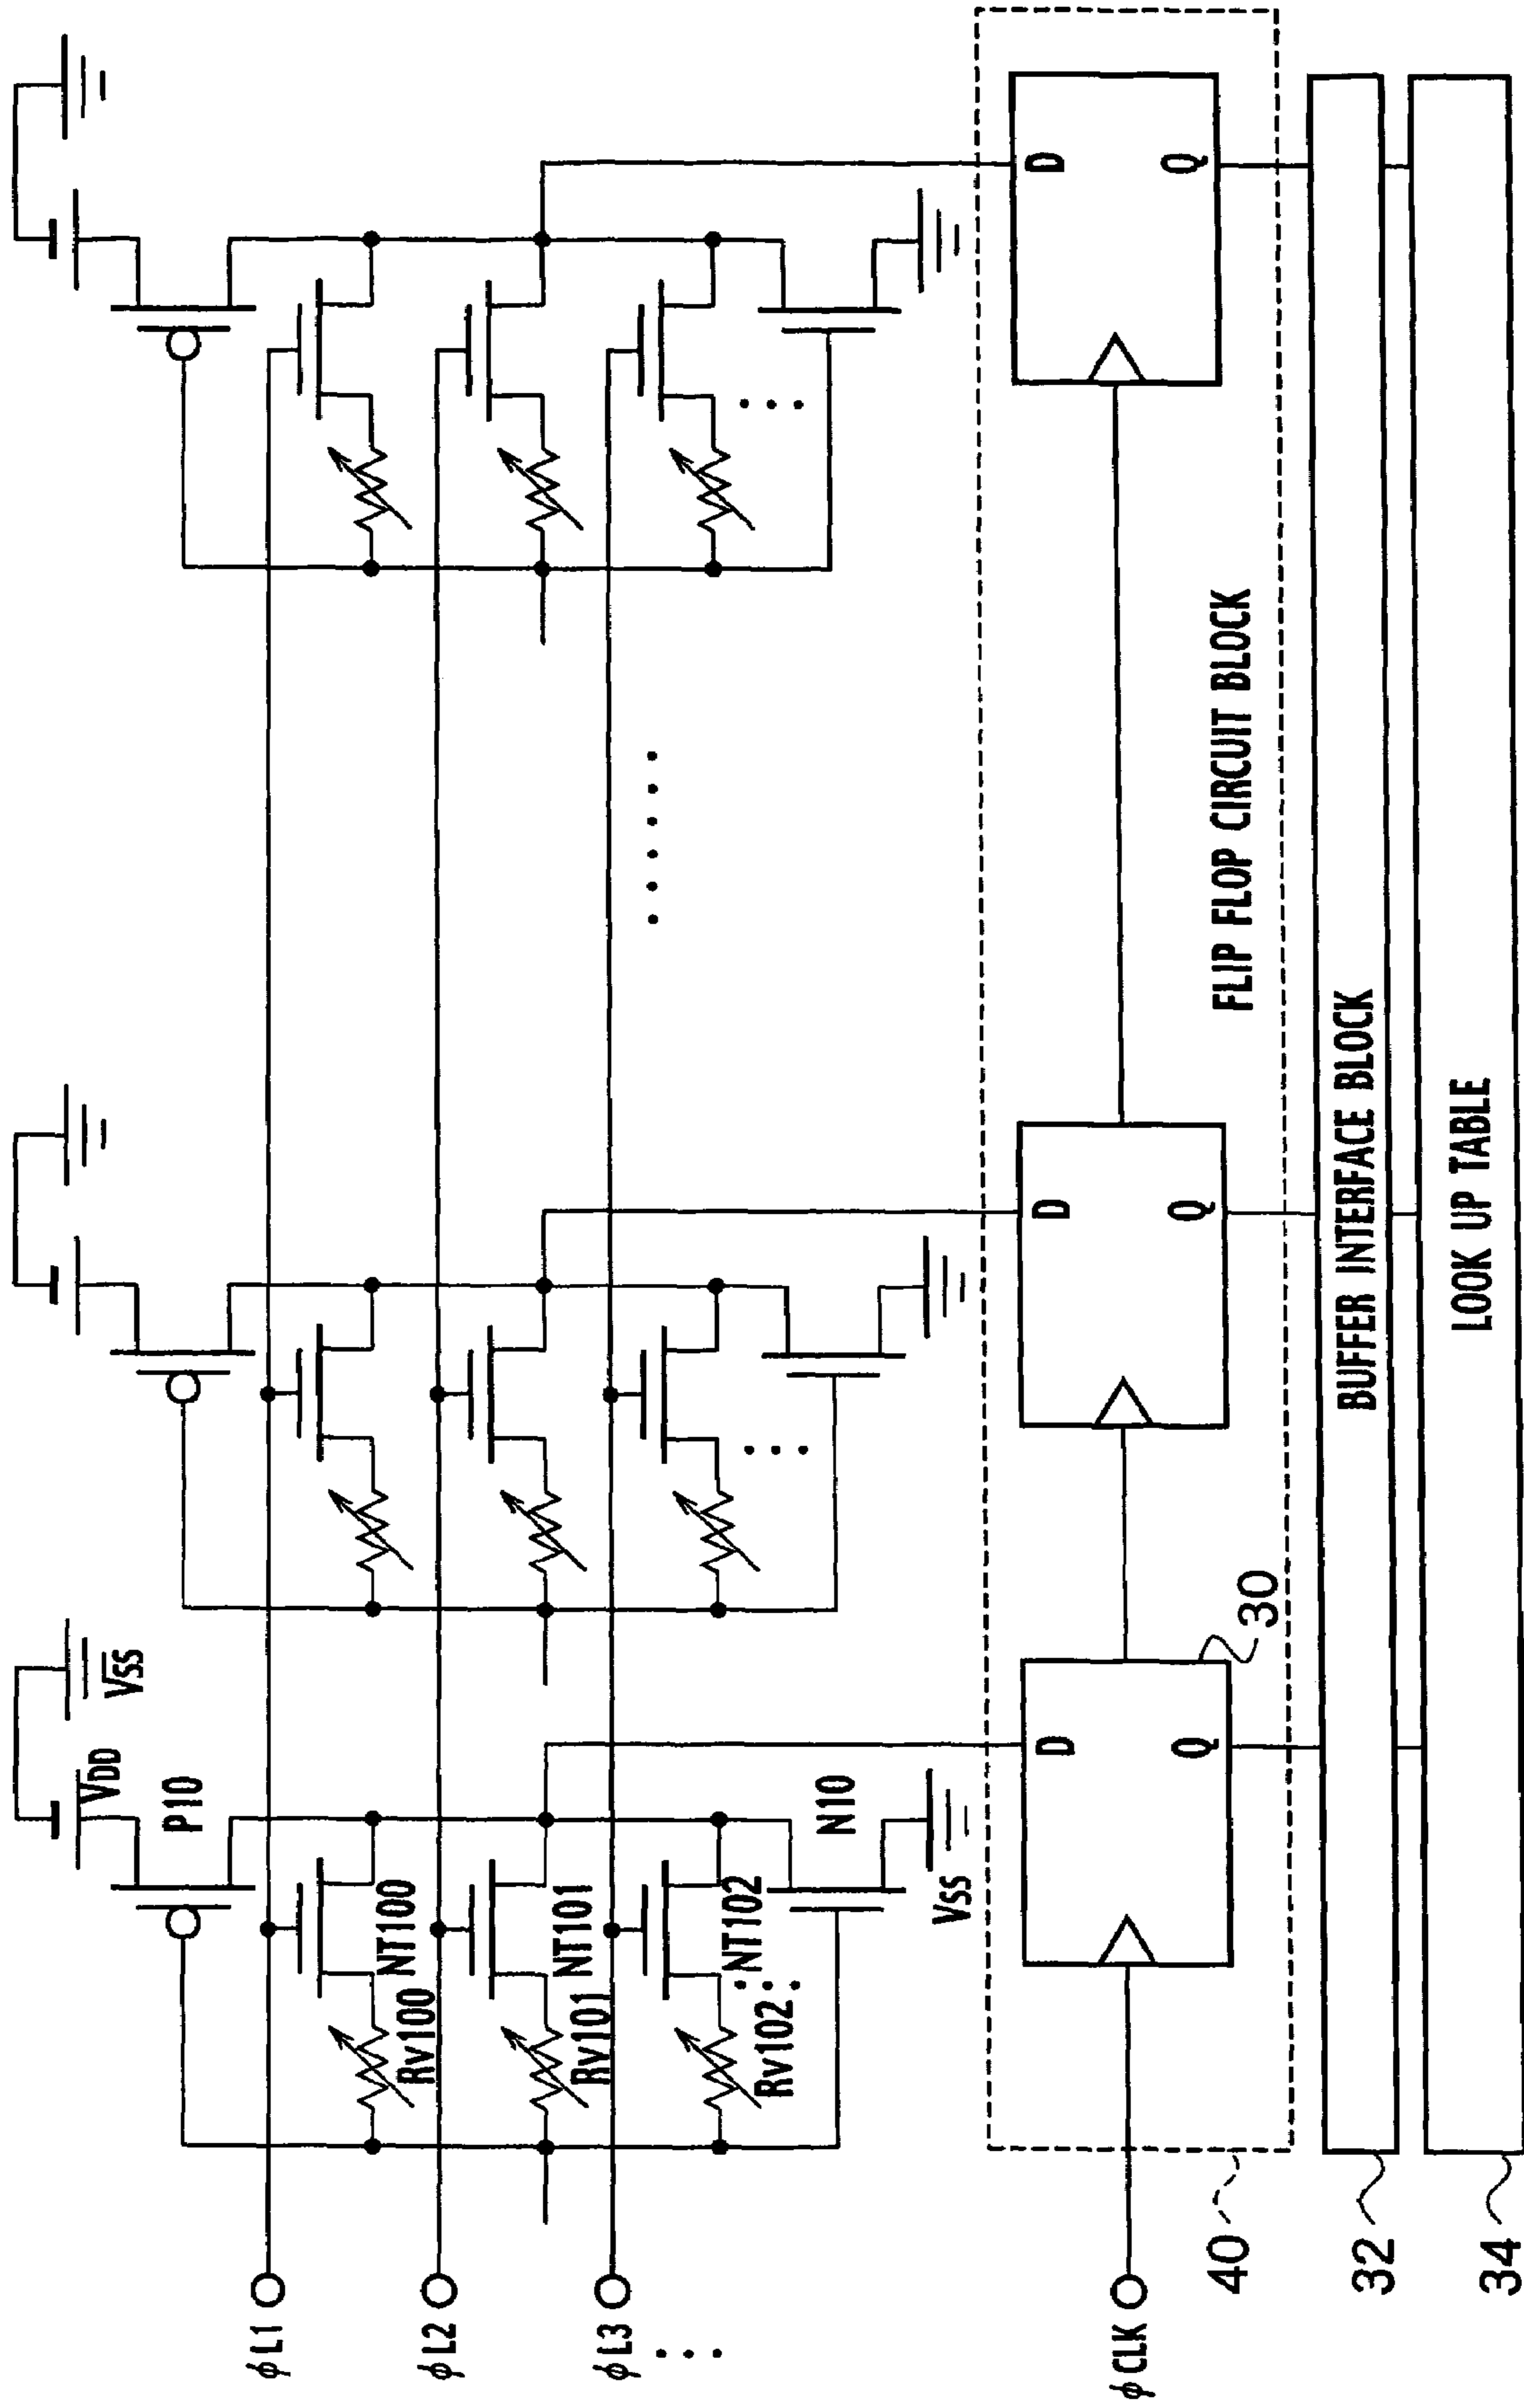 VDD
VSS
P10
φL1
NT100
RV100
φL2
NT101
RV101
φL3
NT102
RV102
N10
VSS
D
D
D
Q
Q
Q
30
φCLK
FLIP FLOP CIRCUIT BLOCK
40
BUFFER INTERFACE BLOCK
32
LOOK UP TABLE
34